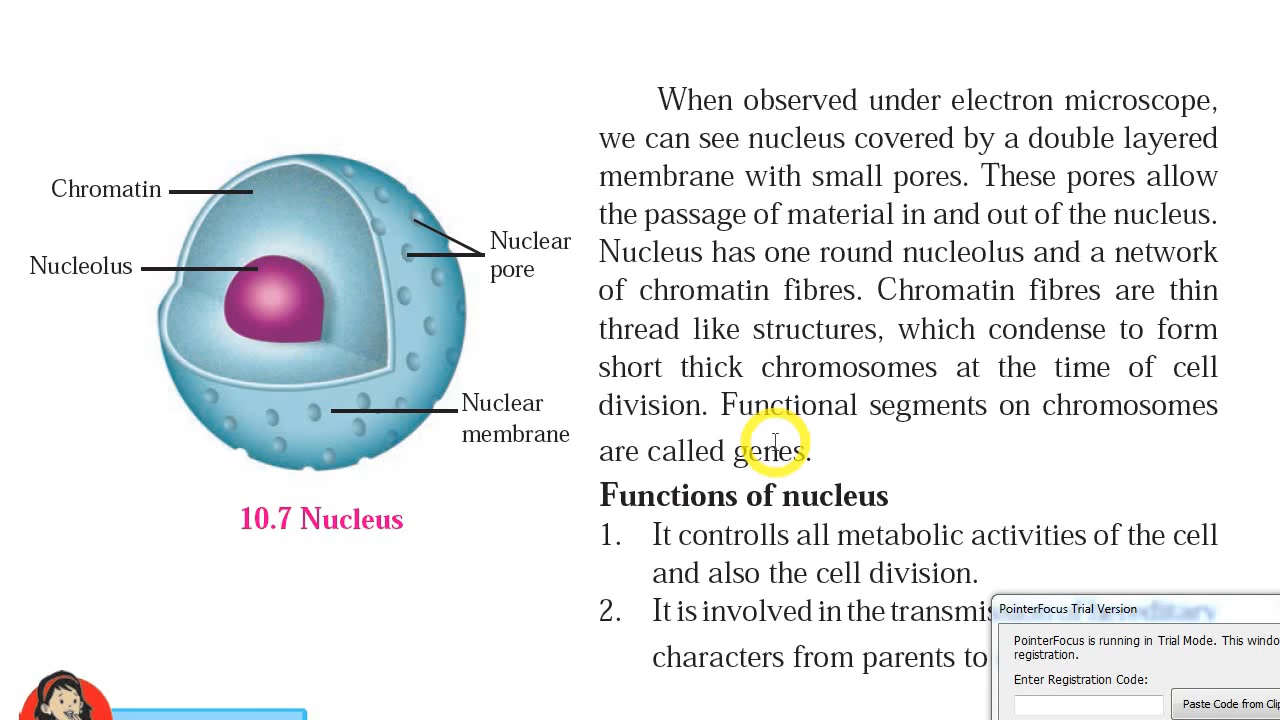 Chromatin
Nucleolus
Nuclear
pore
Nuclear
membrane
10.7 Nucleus
When observed under electron microscope,
we can see nucleus covered by a double layered
membrane with small pores. These pores allow
the passage of material in and out of the nucleus.
Nucleus has one round nucleolus and a network
of chromatin fibres. Chromatin fibres are thin
thread like structures, which condense to form
short thick chromosomes at the time of cell
division. Functional segments on chromosomes
are called genes.
Functions of nucleus
1. It controlls all metabolic activities of the cell
and also the cell division.
2. It is involved in the hereditary
characters from parents to
PointerFocus Trial Version
PointerFocus is running in Trial Mode. This
registration.
Enter Registration Code:
Paste Code from